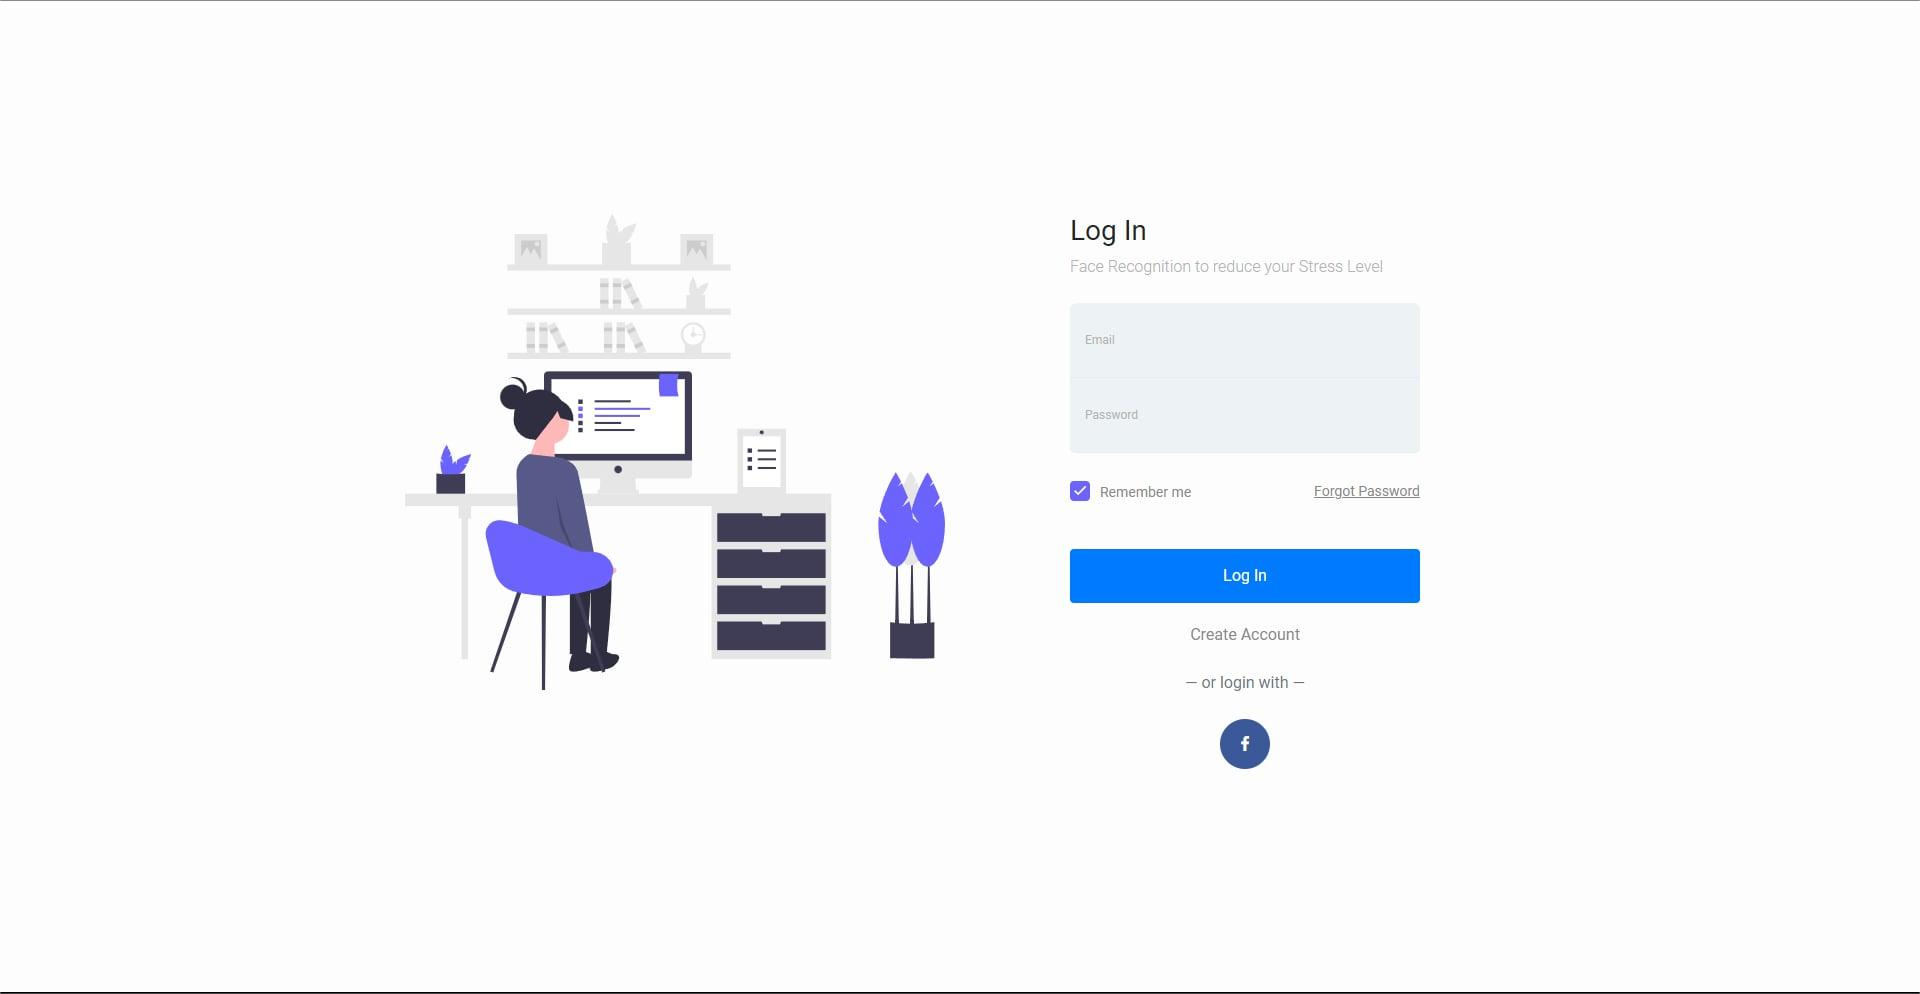 Log In
Face Recognition to reduce your Stress Level
Email
Password
Remember me
Forgot Password
Log In
Create Account
— or login with —